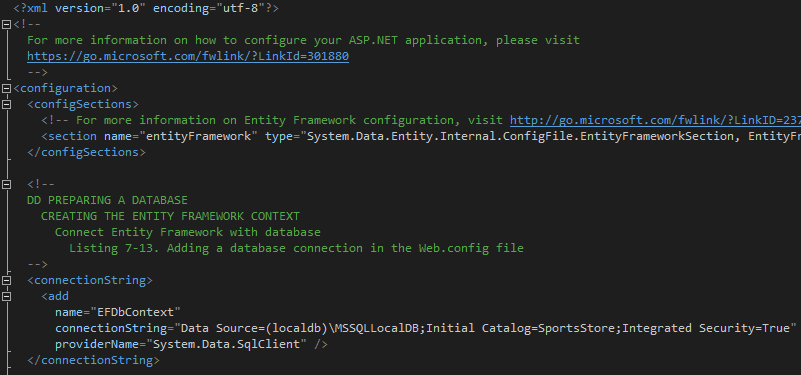 <?xml version="1.0" encoding="utf-8"?>
<!--
For more information on how to configure your ASP.NET application, please visit
https://go.microsoft.com/fwlink/?LinkId=301880
-->
<configuration>
<configSections>
<!-- For more information on Entity Framework configuration, visit http://go.microsoft.com/fwlink/?LinkID=237
<section name="entityFramework" type="System.Data.Entity.Internal.ConfigFile.EntityFrameworkSection, EntityFr
</configSections>
<!--
DD PREPARING A DATABASE
CREATING THE ENTITY FRAMEWORK CONTEXT
Connect Entity Framework with database
Listing 7-13. Adding a database connection in the Web.config file
-->
<connectionString>
<add
name="EFDbContext"
connectionString="Data Source=(localdb)\MSSQLLocalDB;Initial Catalog=SportsStore;Integrated Security=True"
providerName="System.Data.SqlClient" />
</connectionString>